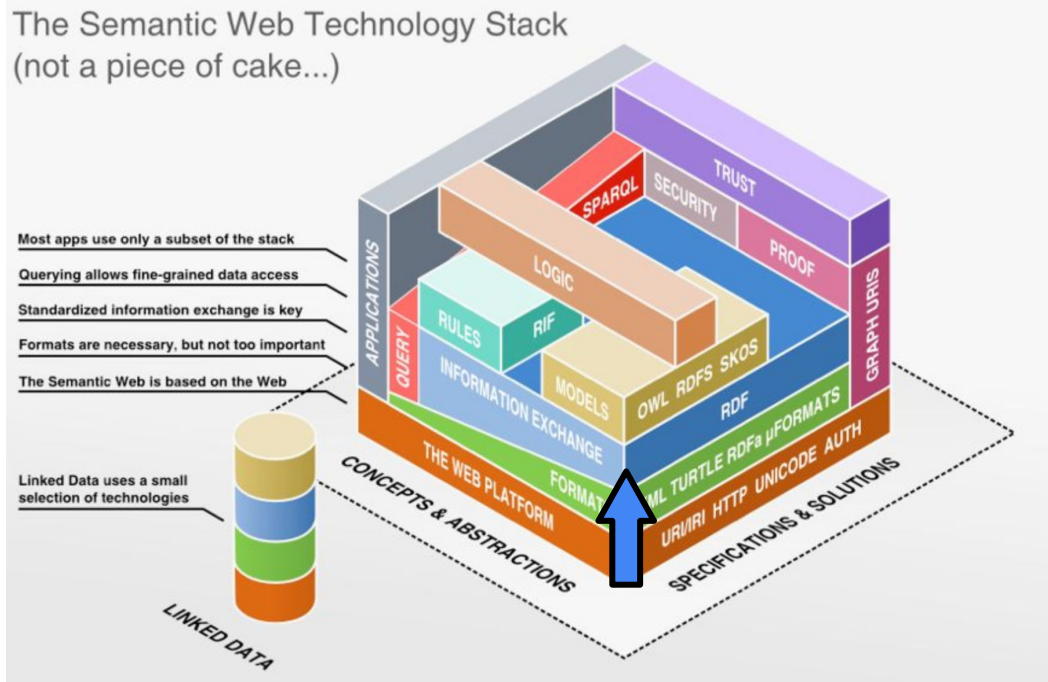 The Semantic Web Technology Stack
(not a piece of cake...)
Most apps use only a subset of the stack
Querying allows fine-grained data access
Standardized information exchange is key
Formats are necessary, but not too important
The Semantic Web is based on the Web
Linked Data uses a small
selection of technologies
LINKED DATA
APPLICATIONS
TRUST
SPARQL
SECURITY
PROOF
GRAPH URIS
LOGIC
RULES
RIF
QUERY
INFORMATION EXCHANGE
MODELS
OWL RDFS SKOS
RDF
FORMAT
ML TURTLE RDFa μFORMATS
THE WEB PLATFORM
URI/IRI HTTP UNICODE AUTH
CONCEPTS & ABSTRACTIONS
SPECIFICATIONS & SOLUTIONS